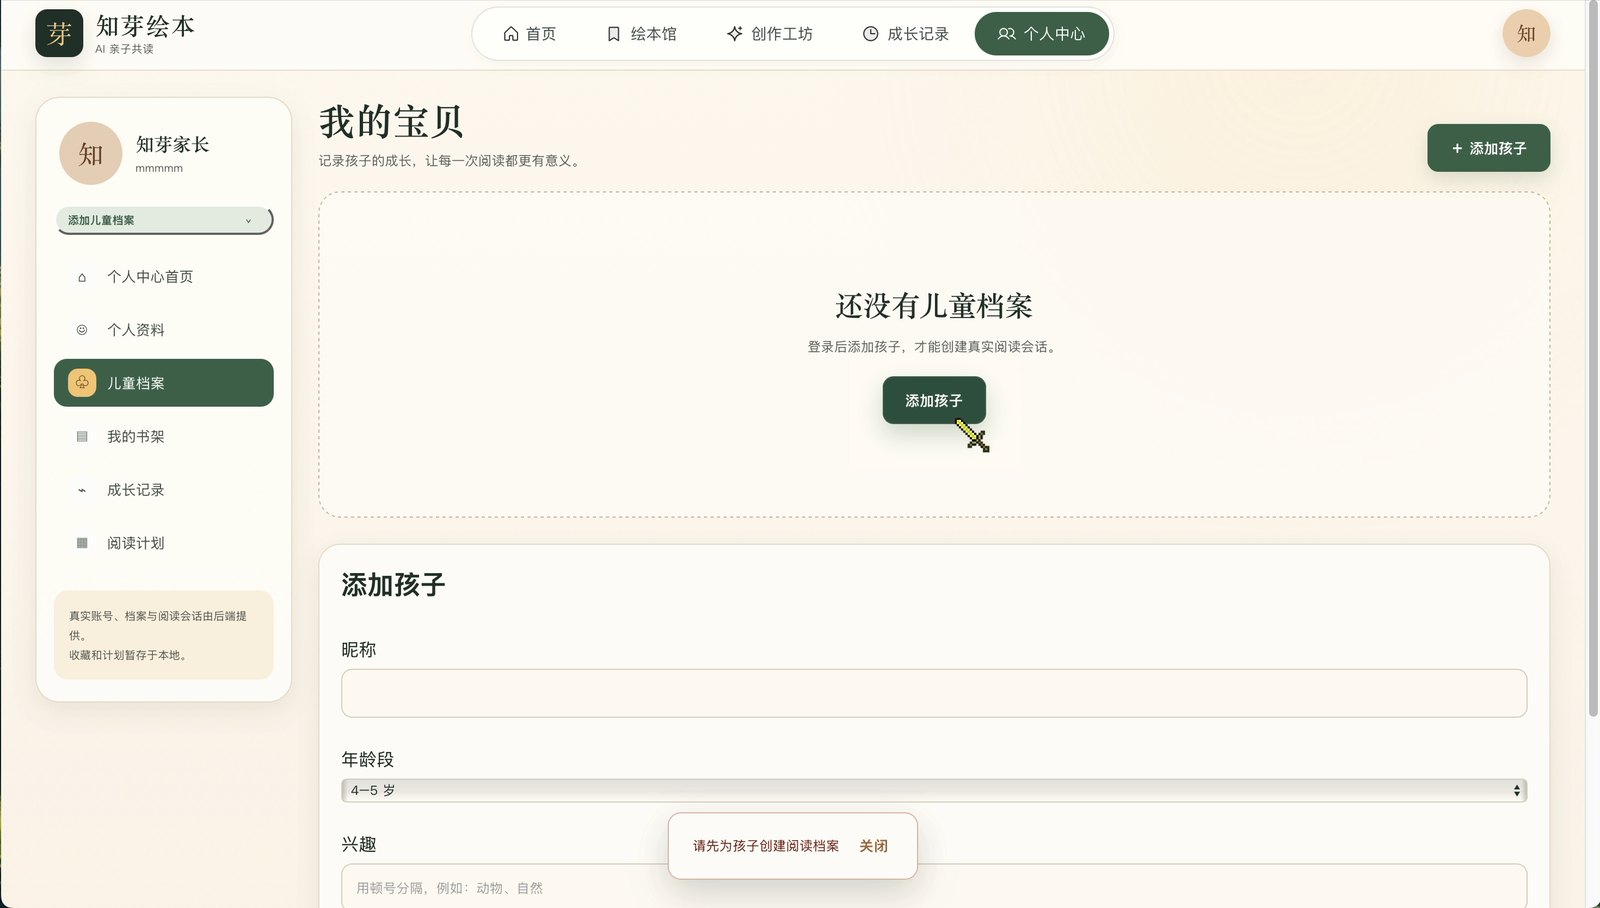 芽
知芽绘本
AI 亲子共读
首页
绘本馆
创作工坊
成长记录
个人中心
知
知
知芽家长
mmmmm
添加儿童档案
个人中心首页
个人资料
儿童档案
我的书架
成长记录
阅读计划
真实账号、档案与阅读会话由后端提
供。
收藏和计划暂存于本地。
我的宝贝
记录孩子的成长，让每一次阅读都更有意义。
+ 添加孩子
还没有儿童档案
登录后添加孩子，才能创建真实阅读会话。
添加孩子
添加孩子
昵称
年龄段
4—5 岁
兴趣
用顿号分隔，例如：动物、自然
请先为孩子创建阅读档案
关闭